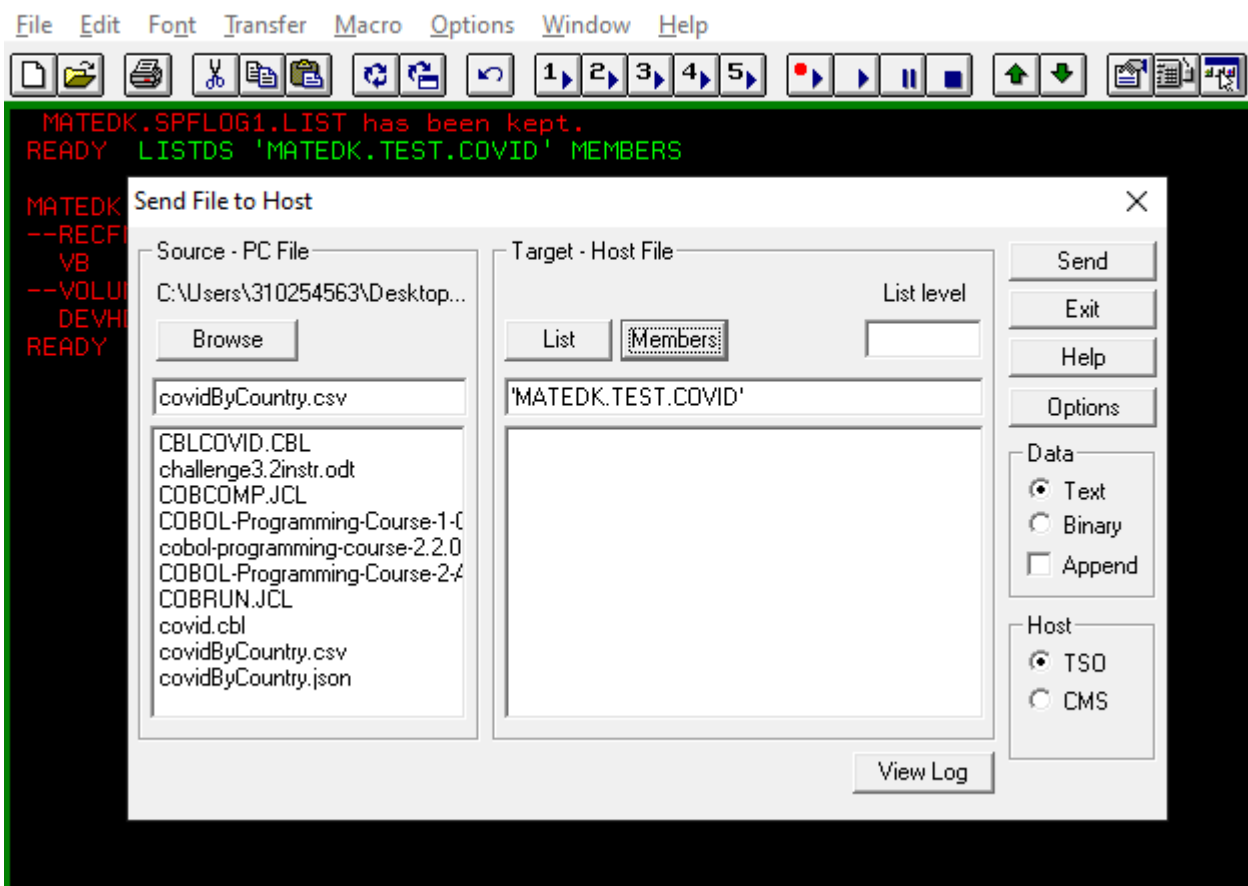 File Edit Font Transfer Macro Options Window Help
1 2 3 4 5
MATEDK.SPFLOG1.LIST has been kept.
READY LISTDS 'MATEDK.TEST.COVID' MEMBERS
MATEDK
--RECF
VB
--VOLU
DEVH
READY
Send File to Host
Source - PC File
C:\Users\310254563\Desktop...
Browse
covidByCountry.csv
CBLCOVID.CBL
challenge3.2instr.odt
COBCOMP.JCL
COBOL-Programming-Course-1-
cobol-programming-course-2.2.0
COBOL-Programming-Course-2-
COBRUN.JCL
covid.cbl
covidByCountry.csv
covidByCountry.json
Target - Host File
List level
List Members
'MATEDK.TEST.COVID'
Send
Exit
Help
Options
Data
Text
Binary
Append
Host
TSO
CMS
View Log